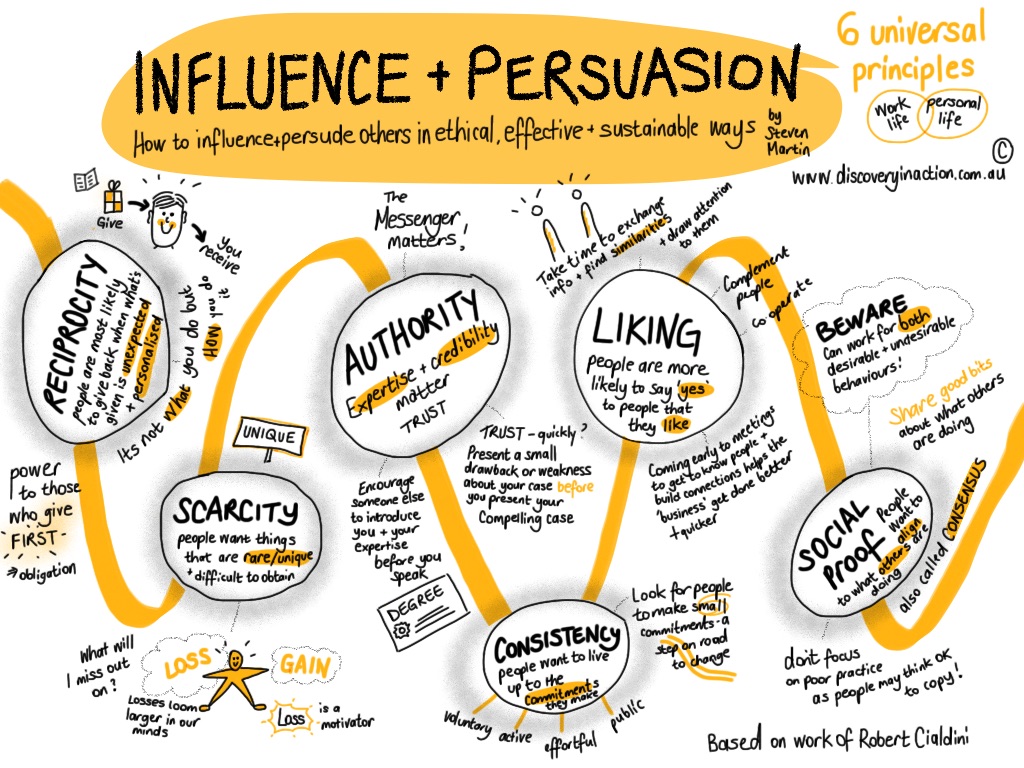 INFLUENCE + PERSUASION
How to influence+persude others in ethical, effective + sustainable ways
by
Steven
Martin
6 universal
principles
Work
life
personal
life
©
www.discoveryinaction.com.au
Give
You
receive
RECIPROCITY
people are most likely
to give back when what's
given is unexpected
+ personalised
Its not what you do but
HOW you do it.
power
to those
who give
FIRST-
→ obligation
UNIQUE
SCARCITY
people want things
that are rare/unique
+ difficult to obtain
What will
I miss out
on?
LOSS
GAIN
Losses loom
larger in our
minds
Loss is a
motivator
The
Messenger
matters!
AUTHORITY
Expertise + credibility
matter
TRUST
TRUST - quickly?
Present a small
drawback or weakness
about your case before
you present your
Compelling case
Encourage
someone else
to introduce
you + your
expertise
before you
speak
DEGREE
CONSISTENCY
people want to live
up to the
commitments
they make
voluntary
active
effortful
public
Look for people
to make small
commitments-a
step on road
to change
Take time to exchange
info + find similarities
+ draw attention
to them
LIKING
people are more
likely to say 'yes'
to people that
they like
Complement
people
co operate
Coming early to meetings
to get to know people +
build connections helps the
'business' get done better
+ quicker
BEWARE
Can work for both
desirable + undesirable
behaviours!
Share good bits
about what others
are doing
SOCIAL
PROOF
People
want to
align
to what others are
doing
also called CONSENSUS
don't focus
on poor practice
as people may think OK
to copy!
Based on work of Robert Cialdini